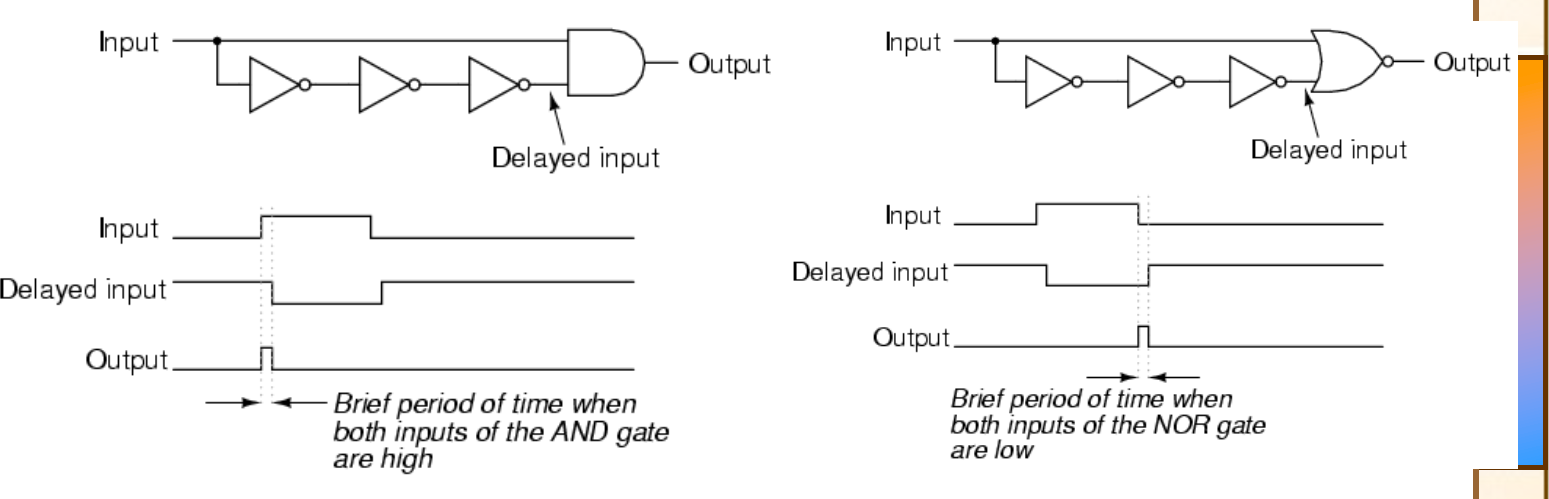 Input
Output
Delayed input
Input
Delayed input
Output
Brief period of time when
both inputs of the AND gate
are high
Input
Output
Delayed input
Input
Delayed input
Output
Brief period of time when
both inputs of the NOR gate
are low